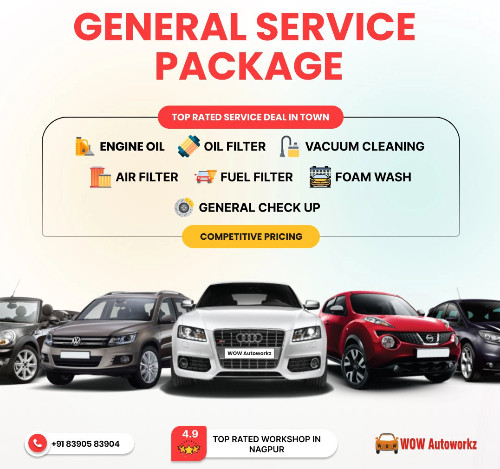 GENERAL SERVICE
PACKAGE
TOP RATED SERVICE DEAL IN TOWN
ENGINE OIL OIL FILTER VACUUM CLEANING
AIR FILTER FUEL FILTER FOAM WASH
GENERAL CHECK UP
COMPETITIVE PRICING
WOW Autoworkz
+91 83905 83904
4.9
TOP RATED WORKSHOP IN
NAGPUR
WOW Autoworkz